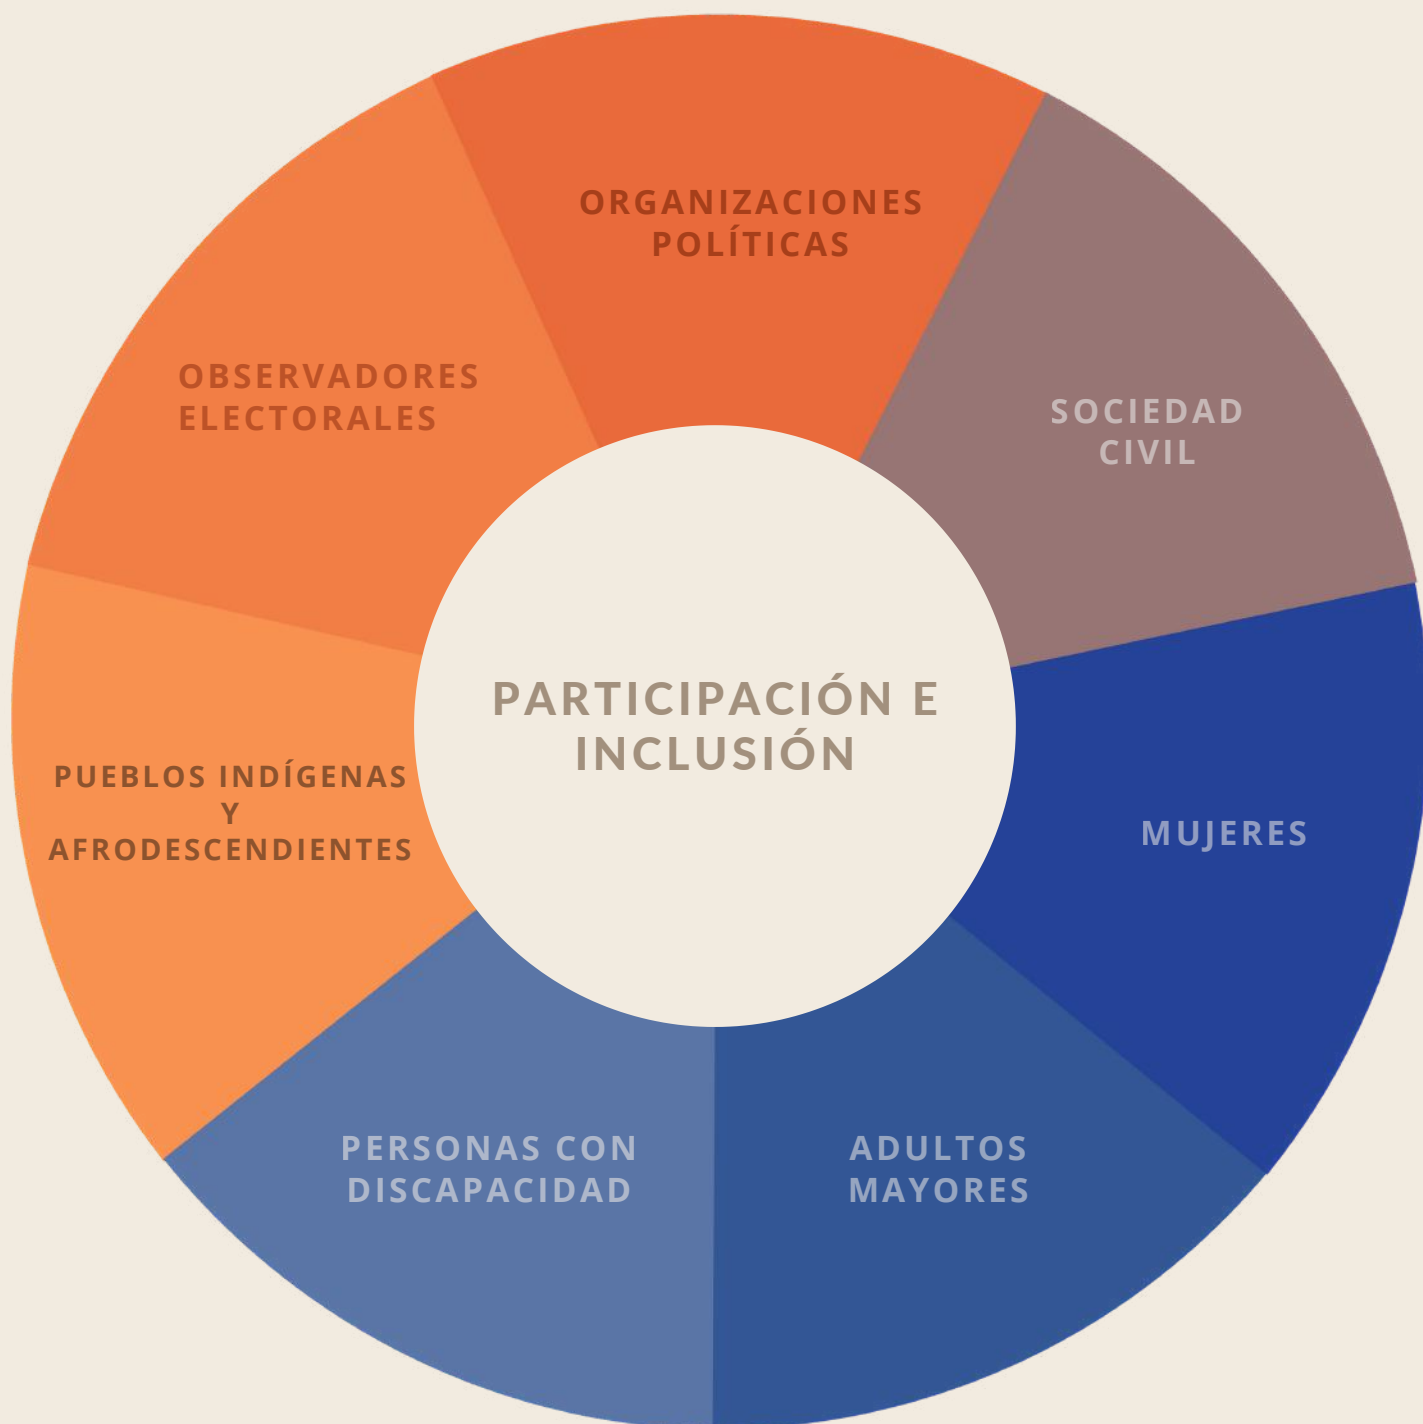 ORGANIZACIONES
POLÍTICAS
OBSERVADORES
ELECTORALES
SOCIEDAD
CIVIL
PARTICIPACIÓN E
INCLUSIÓN
PUEBLOS INDÍGENAS
Y
AFRODESCENDIENTES
MUJERES
PERSONAS CON
DISCAPACIDAD
ADULTOS
MAYORES